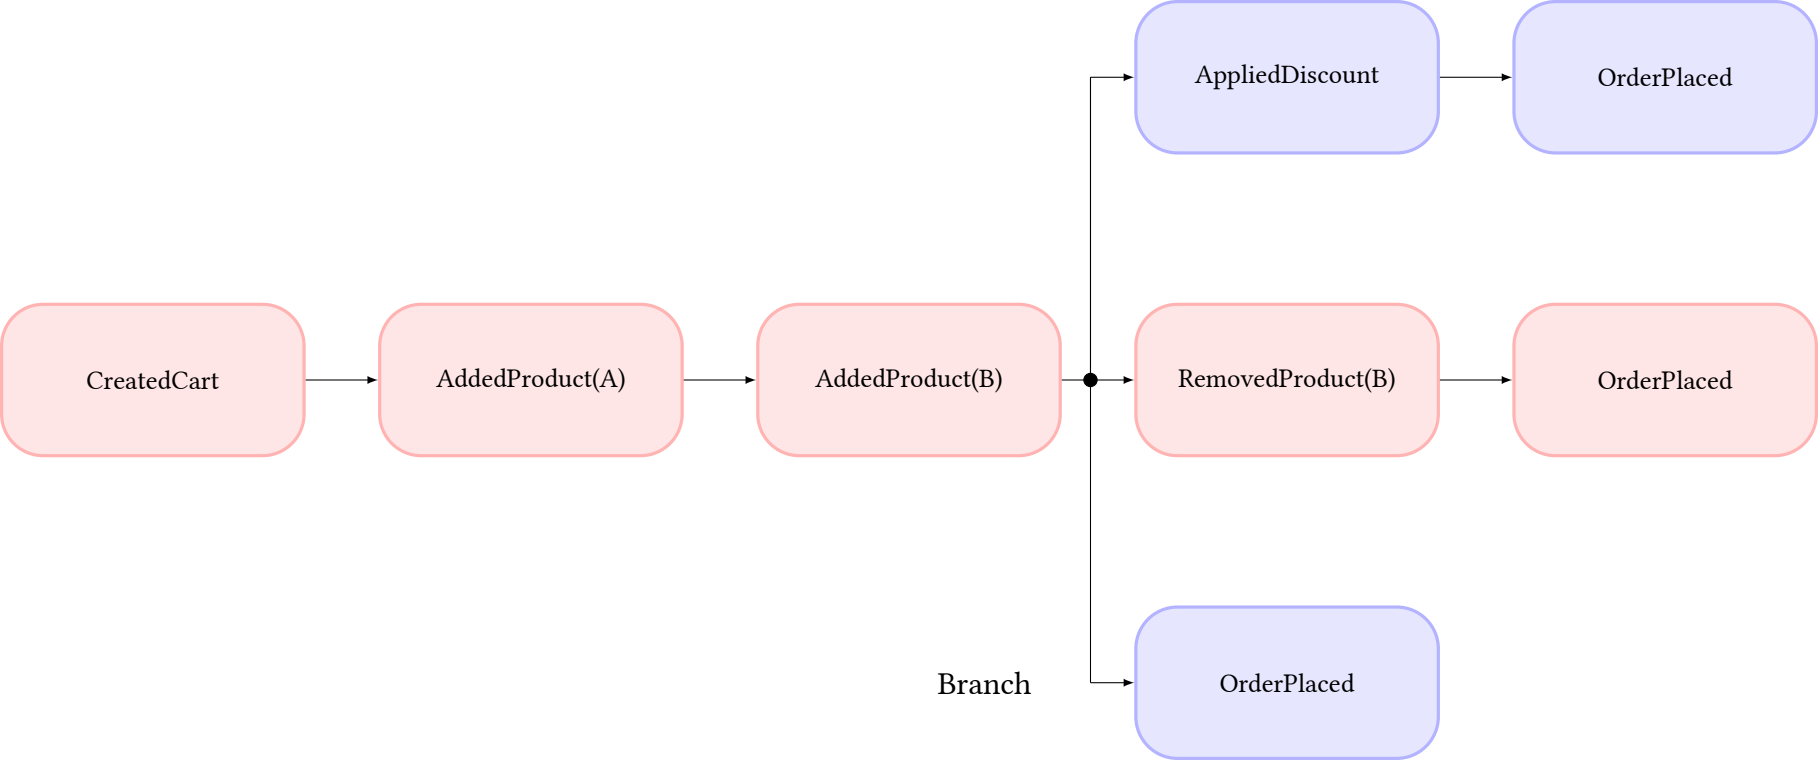 AppliedDiscount
OrderPlaced
CreatedCart
AddedProduct(A)
AddedProduct(B)
RemovedProduct(B)
OrderPlaced
Branch
OrderPlaced